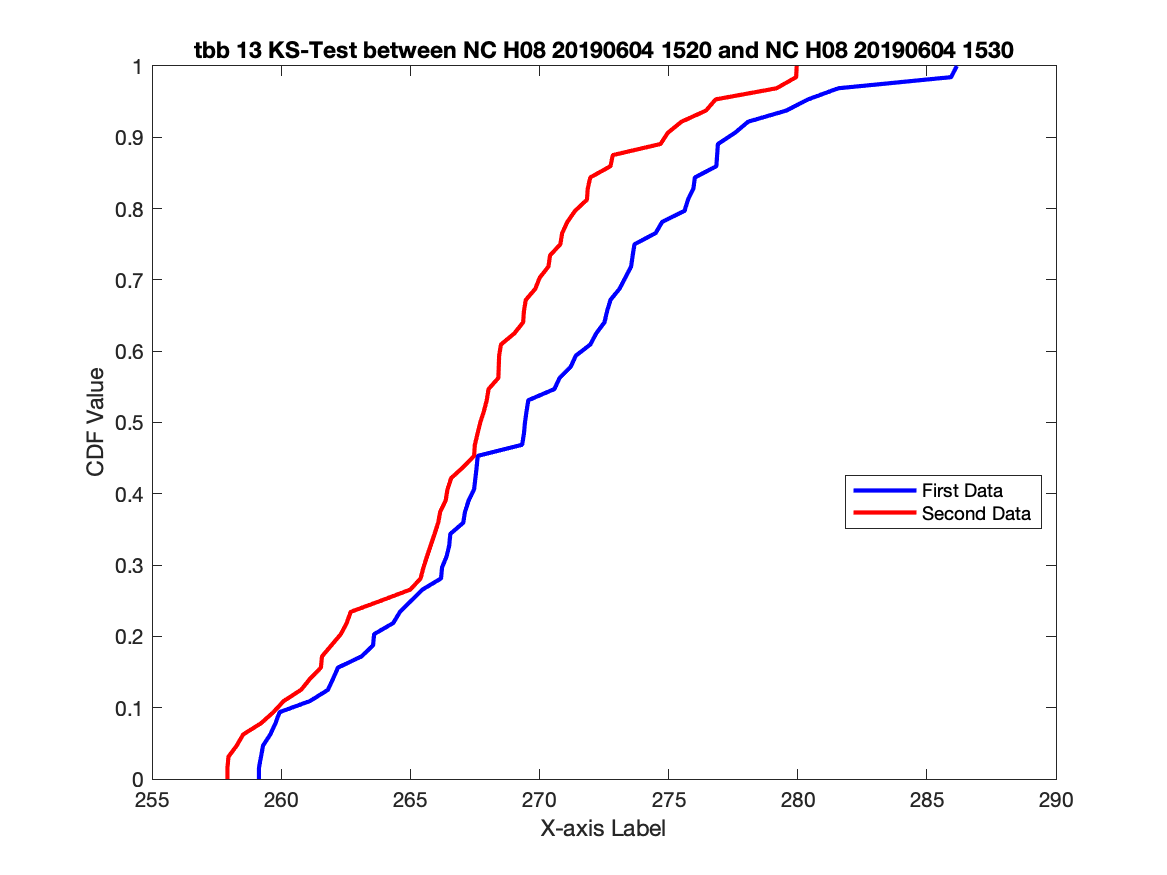 tbb 13 KS-Test between NC H08 20190604 1520 and NC H08 20190604 1530
1
0.9
0.8
0.7
0.6
0.5
0.4
0.3
0.2
0.1
0
CDF Value
First Data
Second Data
255 260 265 270 275 280 285 290
X-axis Label